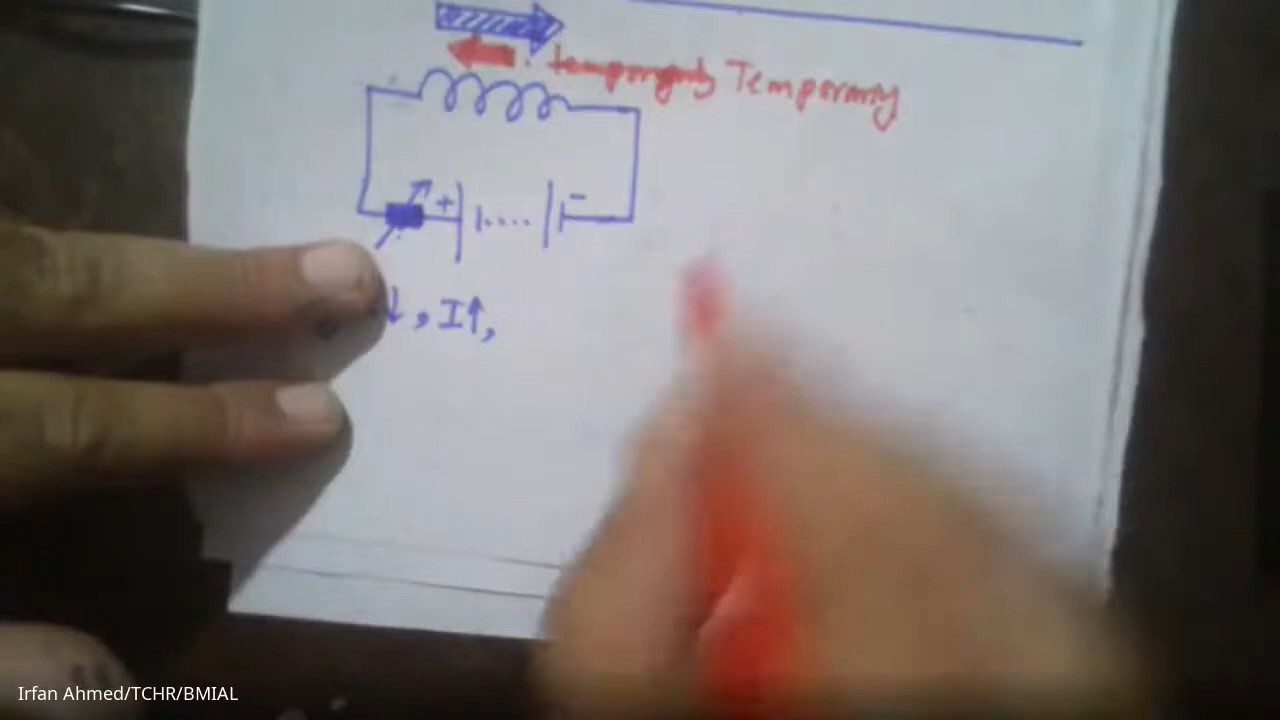 Temporary
+ -
↓, I↑,
Irfan Ahmed/TCHR/BMIAL